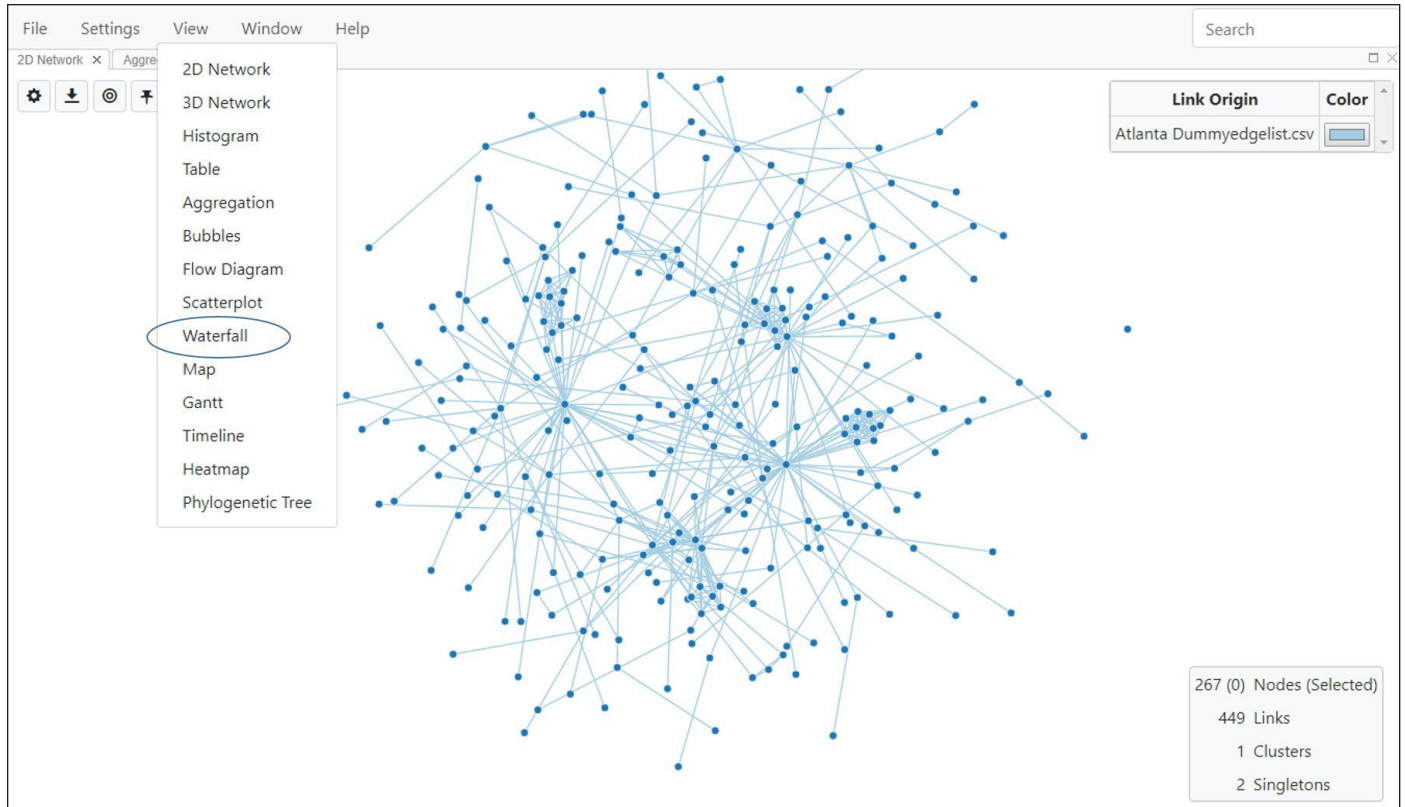 File Settings View Window Help Search
2D Network × Aggre
2D Network
3D Network
Histogram
Table
Aggregation
Bubbles
Flow Diagram
Scatterplot
Waterfall
Map
Gantt
Timeline
Heatmap
Phylogenetic Tree
Link Origin Color
Atlanta Dummyedgelist.csv
267 (0) Nodes (Selected)
449 Links
1 Clusters
2 Singletons